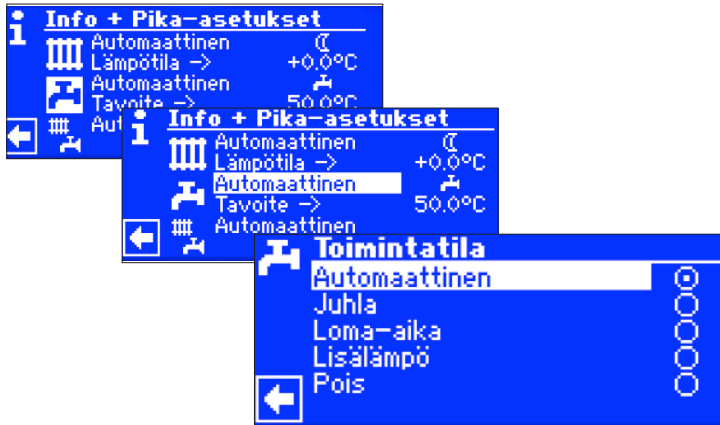 Info + Pika-asetukset
Automaattinen
Lämpötila -> +0.0°C
Automaattinen
Tavoite -> 50.0°C
Aut
Info + Pika-asetukset
Automaattinen
Lämpötila -> +0.0°C
Automaattinen
Tavoite -> 50.0°C
Automaattinen
Toimintatila
Automaattinen
Juhla
Loma-aika
Lisälämpö
Pois